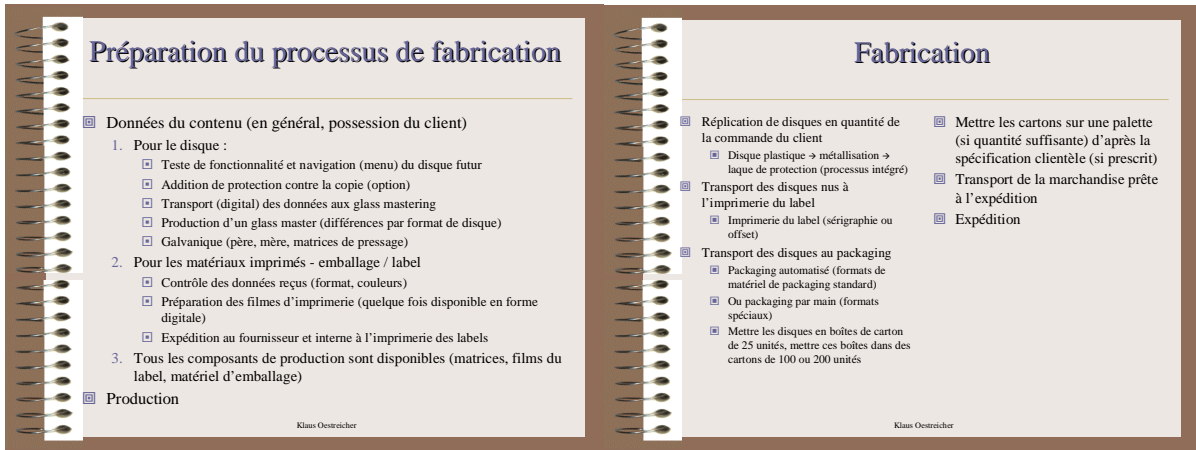 Préparation du processus de fabrication
Données du contenu (en général, possession du client)
1. Pour le disque :
Teste de fonctionnalité et navigation (menu) du disque futur
Addition de protection contre la copie (option)
Transport (digital) des données aux glass mastering
Production d’un glass master (différences par format de disque)
Galvanique (père, mère, matrices de pressage)
2. Pour les matériaux imprimés - emballage / label
Contrôle des données reçus (format, couleurs)
Préparation des filmes d’imprimerie (quelque fois disponible en forme
digitale)
Expédition au fournisseur et interne à l’imprimerie des labels
3. Tous les composants de production sont disponibles (matrices, films du
label, matériel d’emballage)
Production
Klaus Oestreicher
Fabrication
Réplication de disques en quantité de
la commande du client
Disque plastique → métallisation →
laque de protection (processus intégré)
Transport des disques nus à
l’imprimerie du label
Imprimerie du label (sérigraphie ou
offset)
Transport des disques au packaging
Packaging automatisé (formats de
matériel de packaging standard)
Ou packaging par main (formats
spéciaux)
Mettre les disques en boîtes de carton
de 25 unités, mettre ces boîtes dans des
cartons de 100 ou 200 unités
Mettre les cartons sur une palette
(si quantité suffisante) d’après la
spécification clientèle (si prescrit)
Transport de la marchandise prête
à l’expédition
Expédition
Klaus Oestreicher